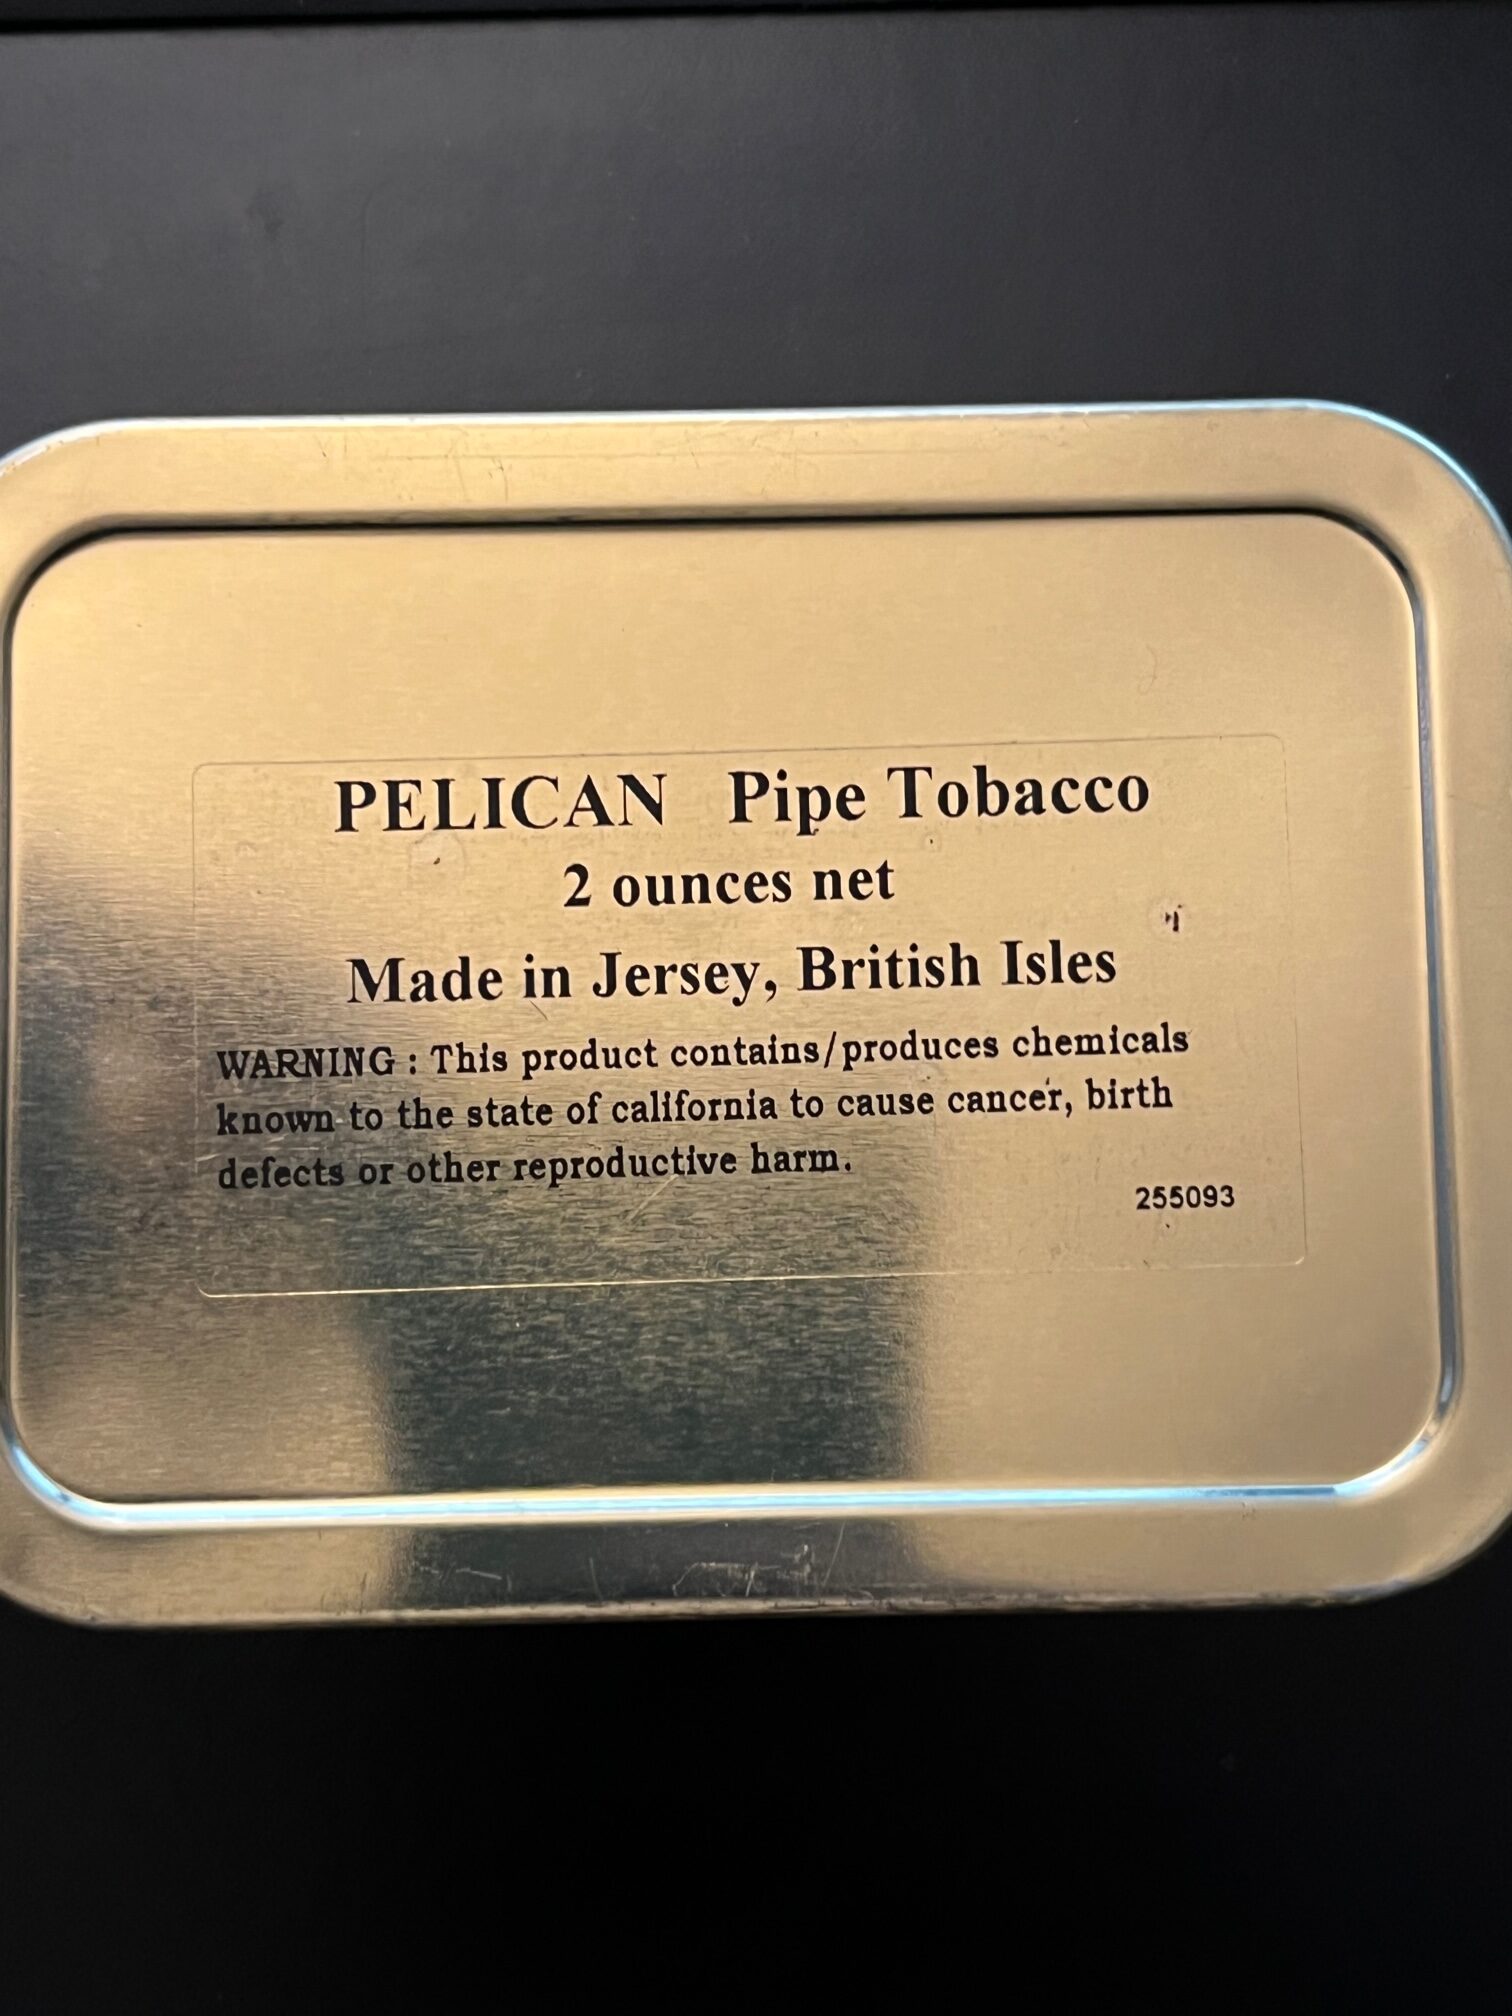 PELICAN Pipe Tobacco
2 ounces net
Made in Jersey, British Isles
WARNING : This product contains/produces chemicals
known to the state of california to cause cancer, birth
defects or other reproductive harm.
255093